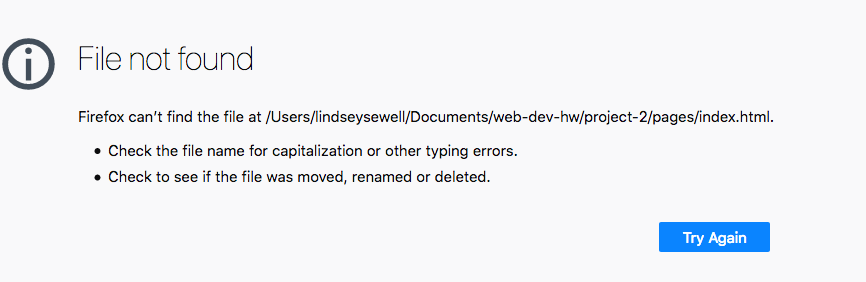 File not found
Firefox can’t find the file at /Users/lindseysewell/Documents/web-dev-hw/project-2/pages/index.html.
• Check the file name for capitalization or other typing errors.
• Check to see if the file was moved, renamed or deleted.
Try Again